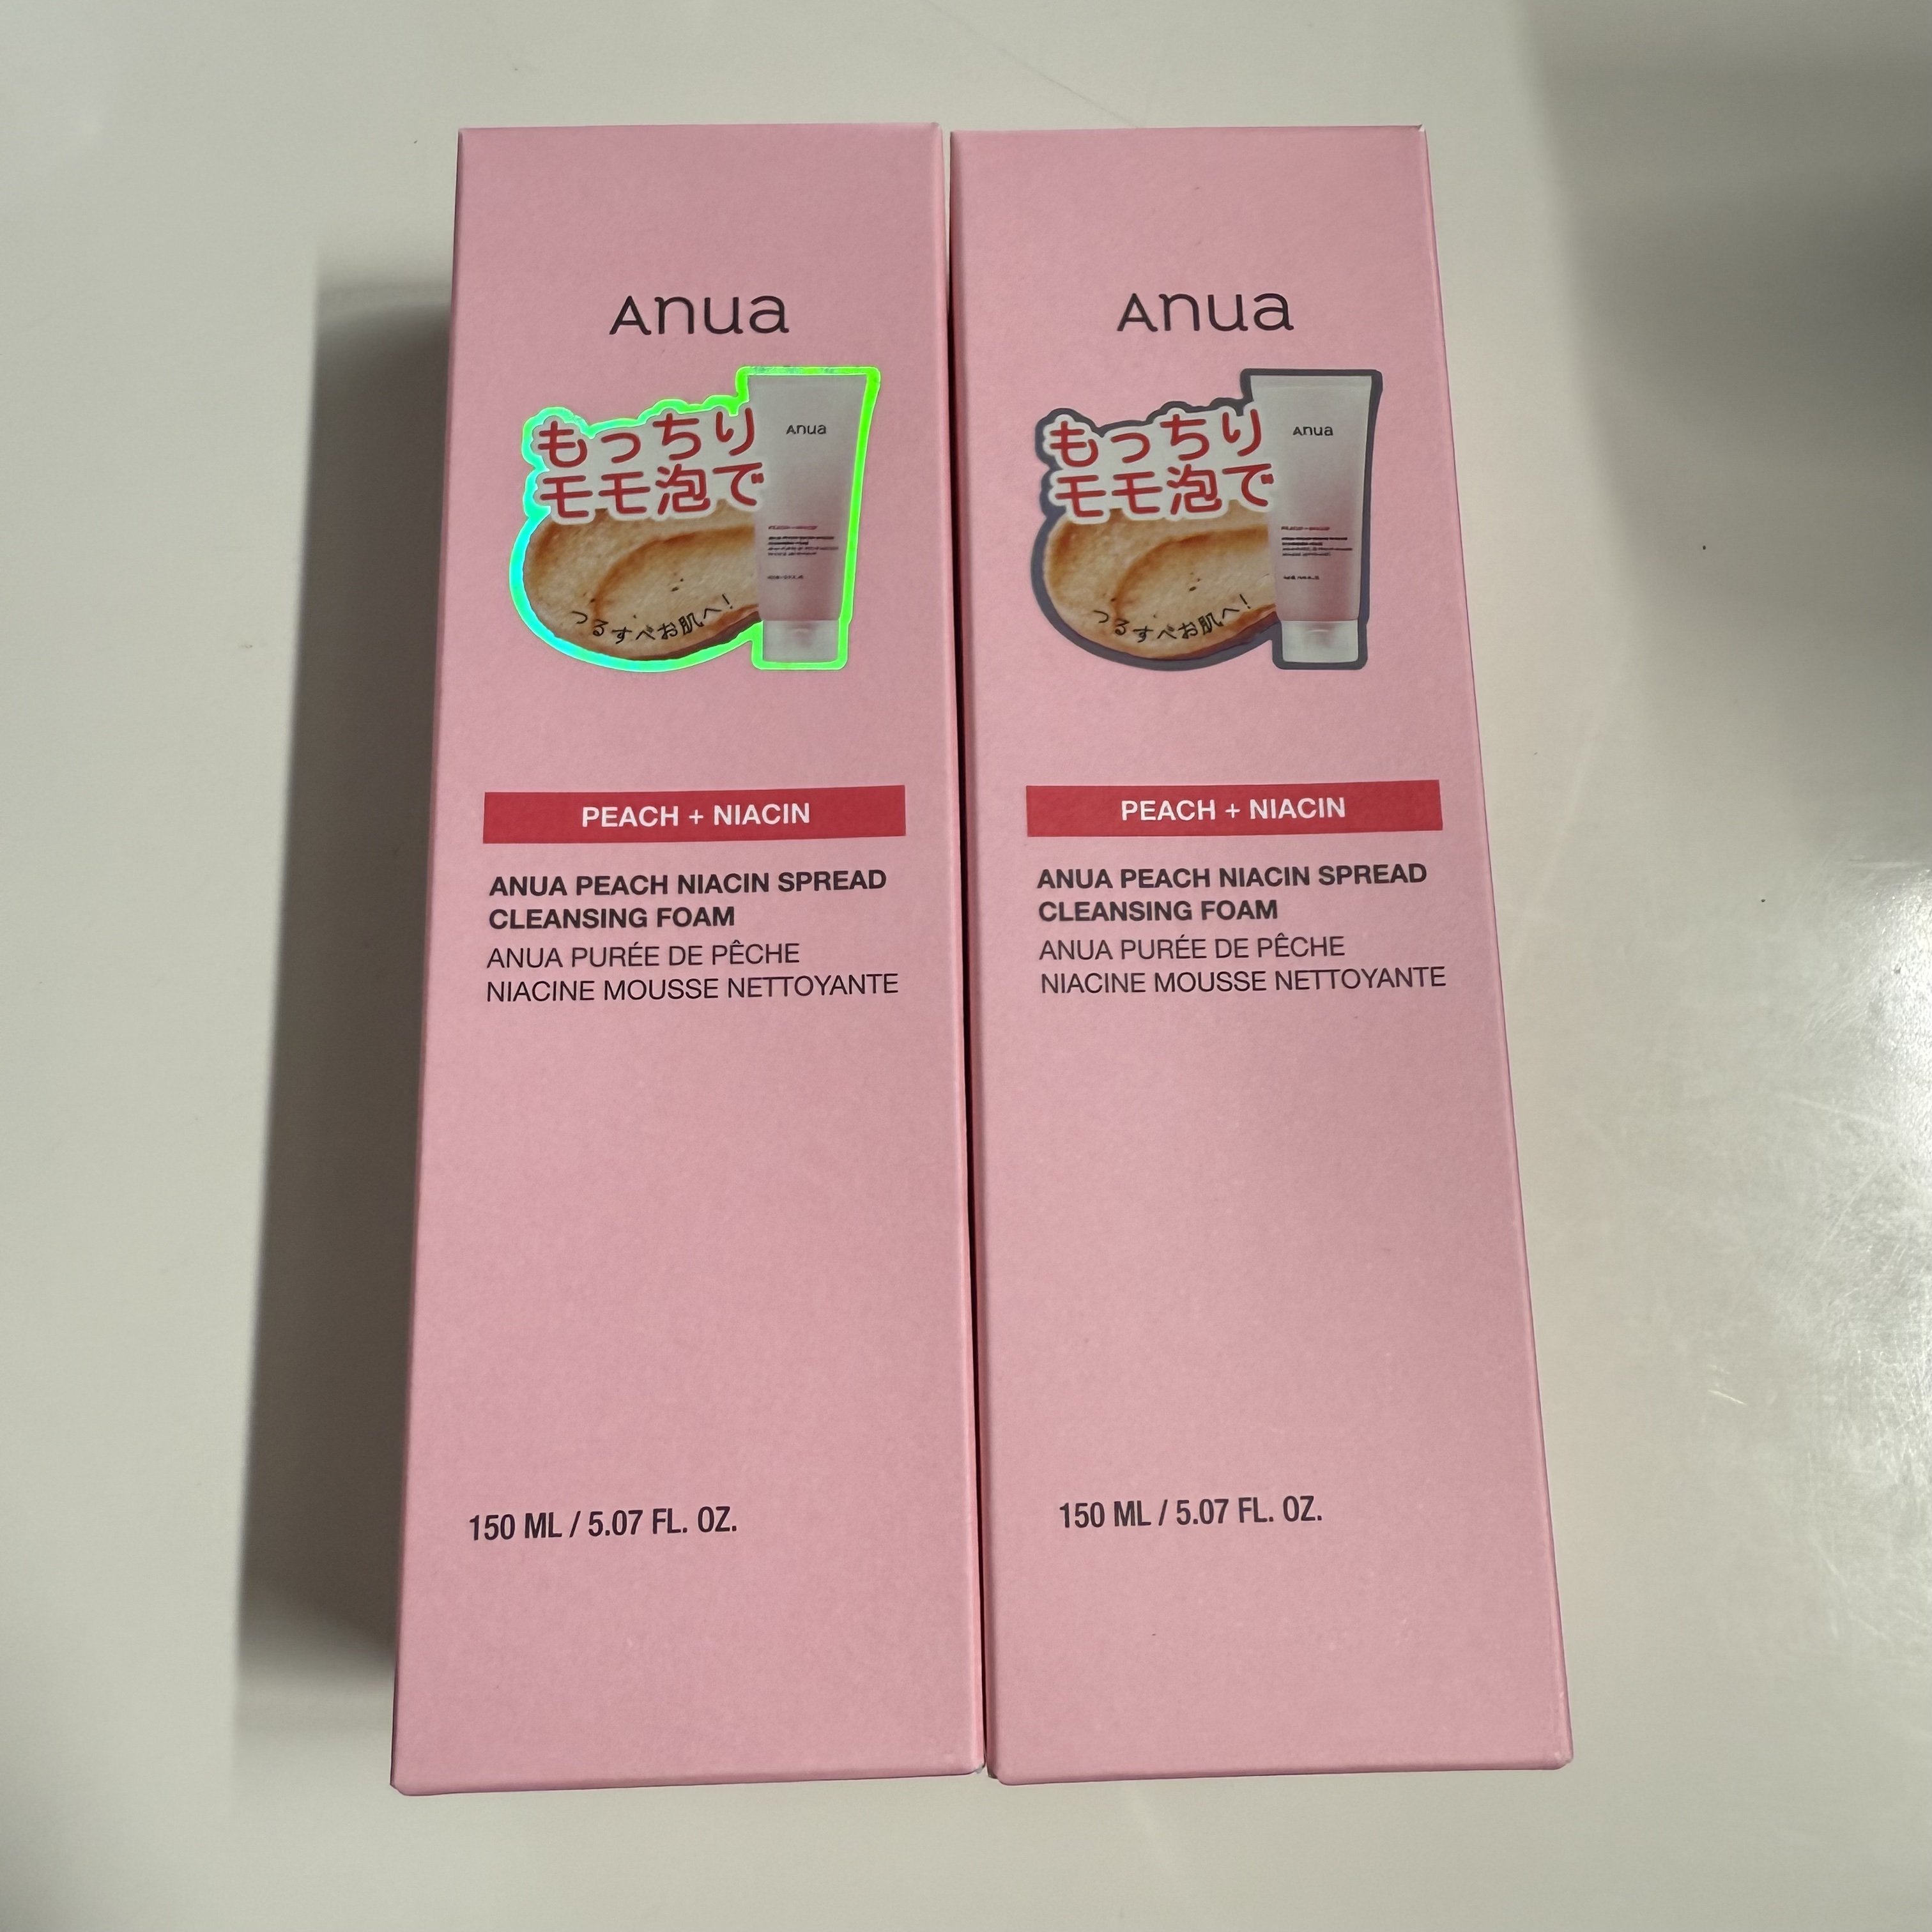 Anua
もっちり
モモ泡で
Anua
つるすべお肌へ!
PEACH + NIACIN
ANUA PEACH NIACIN SPREAD
CLEANSING FOAM
ANUA PURÉE DE PÊCHE
NIACINE MOUSSE NETTOYANTE
150 ML / 5.07 FL. OZ.
Anua
もっちり
モモ泡で
Anua
つるすべお肌へ!
PEACH + NIACIN
ANUA PEACH NIACIN SPREAD
CLEANSING FOAM
ANUA PURÉE DE PÊCHE
NIACINE MOUSSE NETTOYANTE
150 ML / 5.07 FL. OZ.